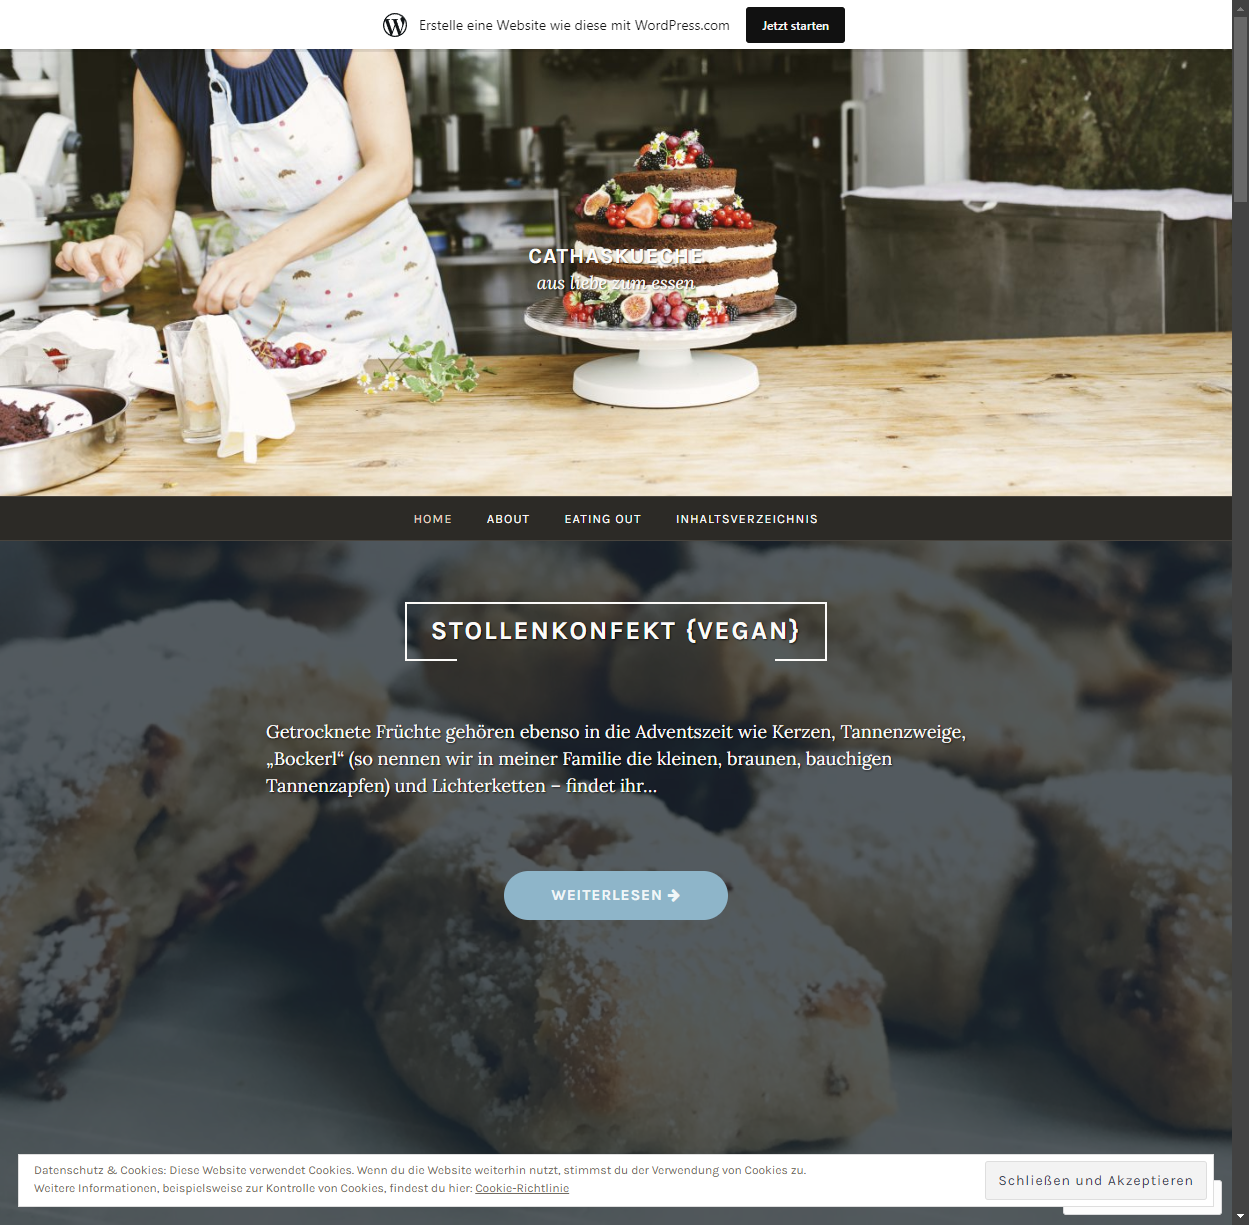 Erstelle eine Website wie diese mit WordPress.com
Jetzt starten
CATHASKUECHE
aus liebe zum essen
HOME ABOUT EATING OUT INHALTSVERZEICHNIS
STOLLENKONFEKT {VEGAN}
Getrocknete Früchte gehören ebenso in die Adventszeit wie Kerzen, Tannenzweige,
„Bockerl“ (so nennen wir in meiner Familie die kleinen, braunen, bauchigen
Tannenzapfen) und Lichterketten – findet ihr…
WEITERLESEN
Datenschutz & Cookies: Diese Website verwendet Cookies. Wenn du die Website weiterhin nutzt, stimmst du der Verwendung von Cookies zu.
Weitere Informationen, beispielsweise zur Kontrolle von Cookies, findest du hier: Cookie-Richtlinie
Schließen und Akzeptieren